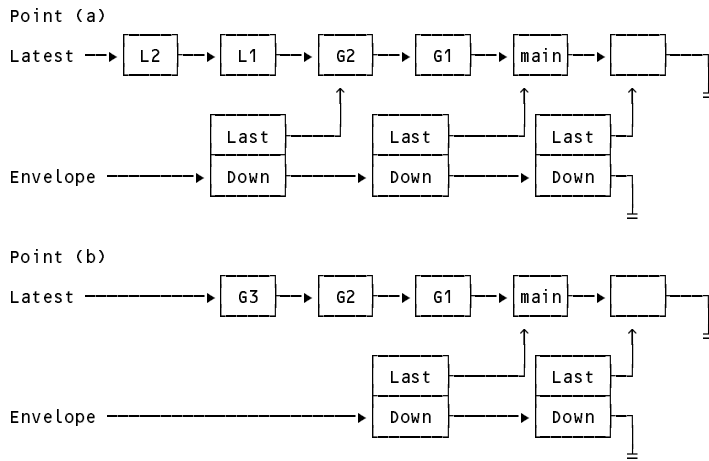 Point (a)
Latest L2 L1 G2 G1 main
Last Last Last
Envelope Down Down Down
Point (b)
Latest G3 G2 G1 main
Last Last
Envelope Down Down